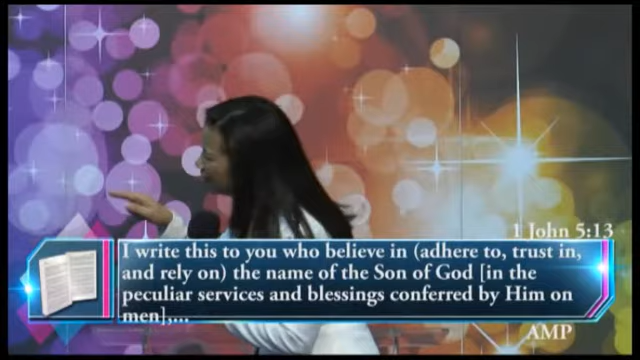 1 John 5:13
I write this to you who believe in (adhere to, trust in,
and rely on) the name of the Son of God [in the
peculiar services and blessings conferred by Him on
men],...
AMP